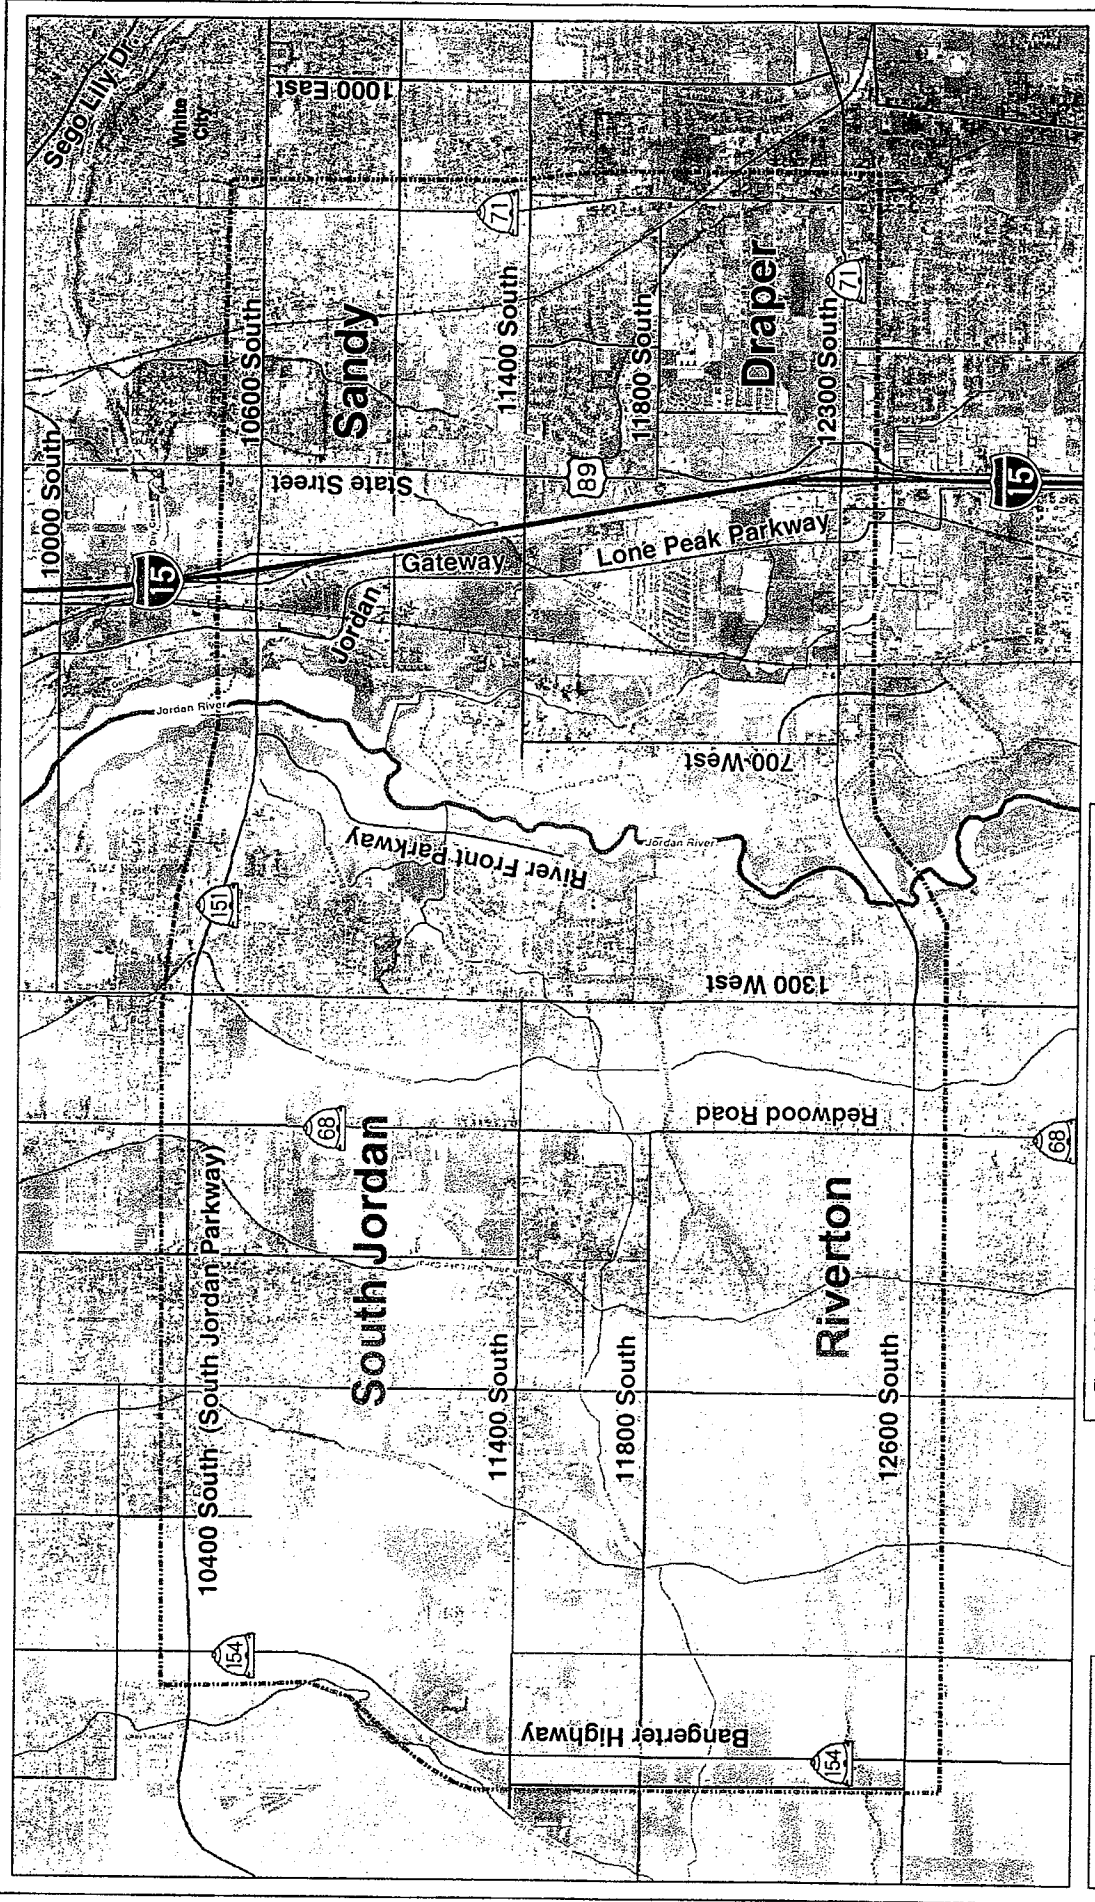 Sego Lily Dr
White
City
1000 East
10000 South
10600 South
11400 South
11800 South
12300 South
Sandy
Draper
71
71
State Street
89
15
15
Gateway
Lone Peak Parkway
Jordan
Jordan River
Jordan River
700 West
River Front Parkway
151
1300 West
Redwood Road
68
68
10400 South (South Jordan Parkway)
South Jordan
Riverton
11400 South
11800 South
12600 South
154
154
Bangerter Highway